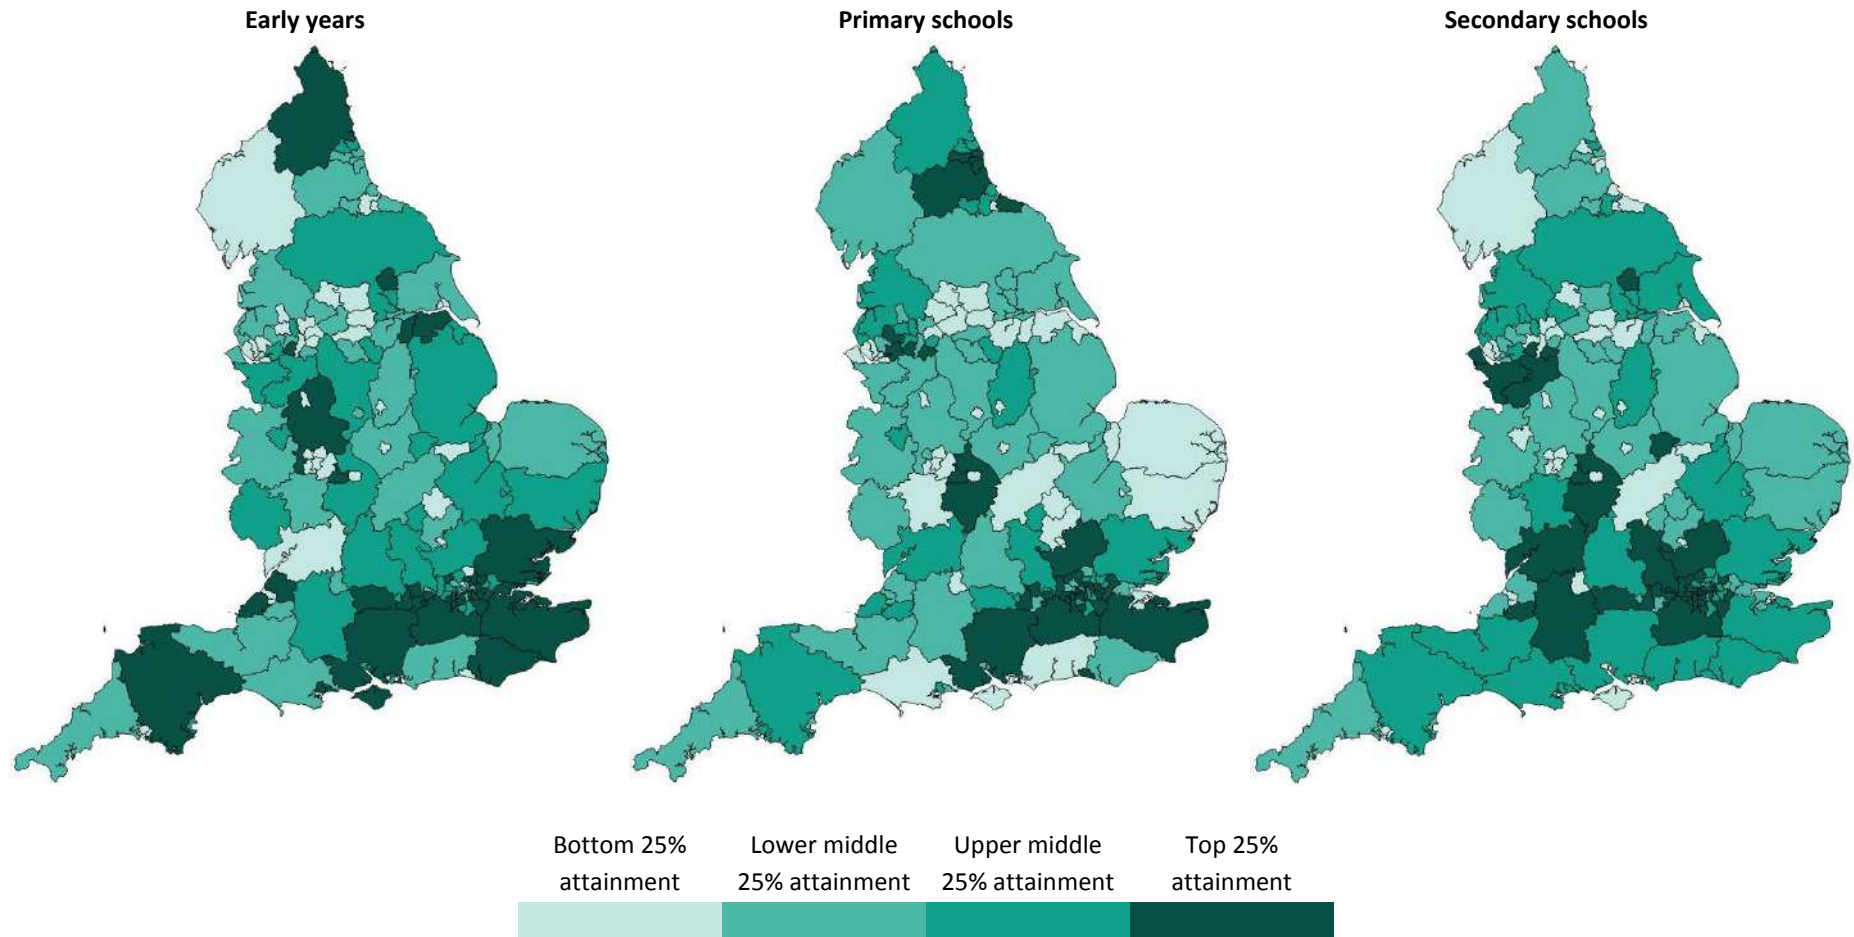 Early years
Primary schools
Secondary schools
Bottom 25%
attainment
Lower middle
25% attainment
Upper middle
25% attainment
Top 25%
attainment